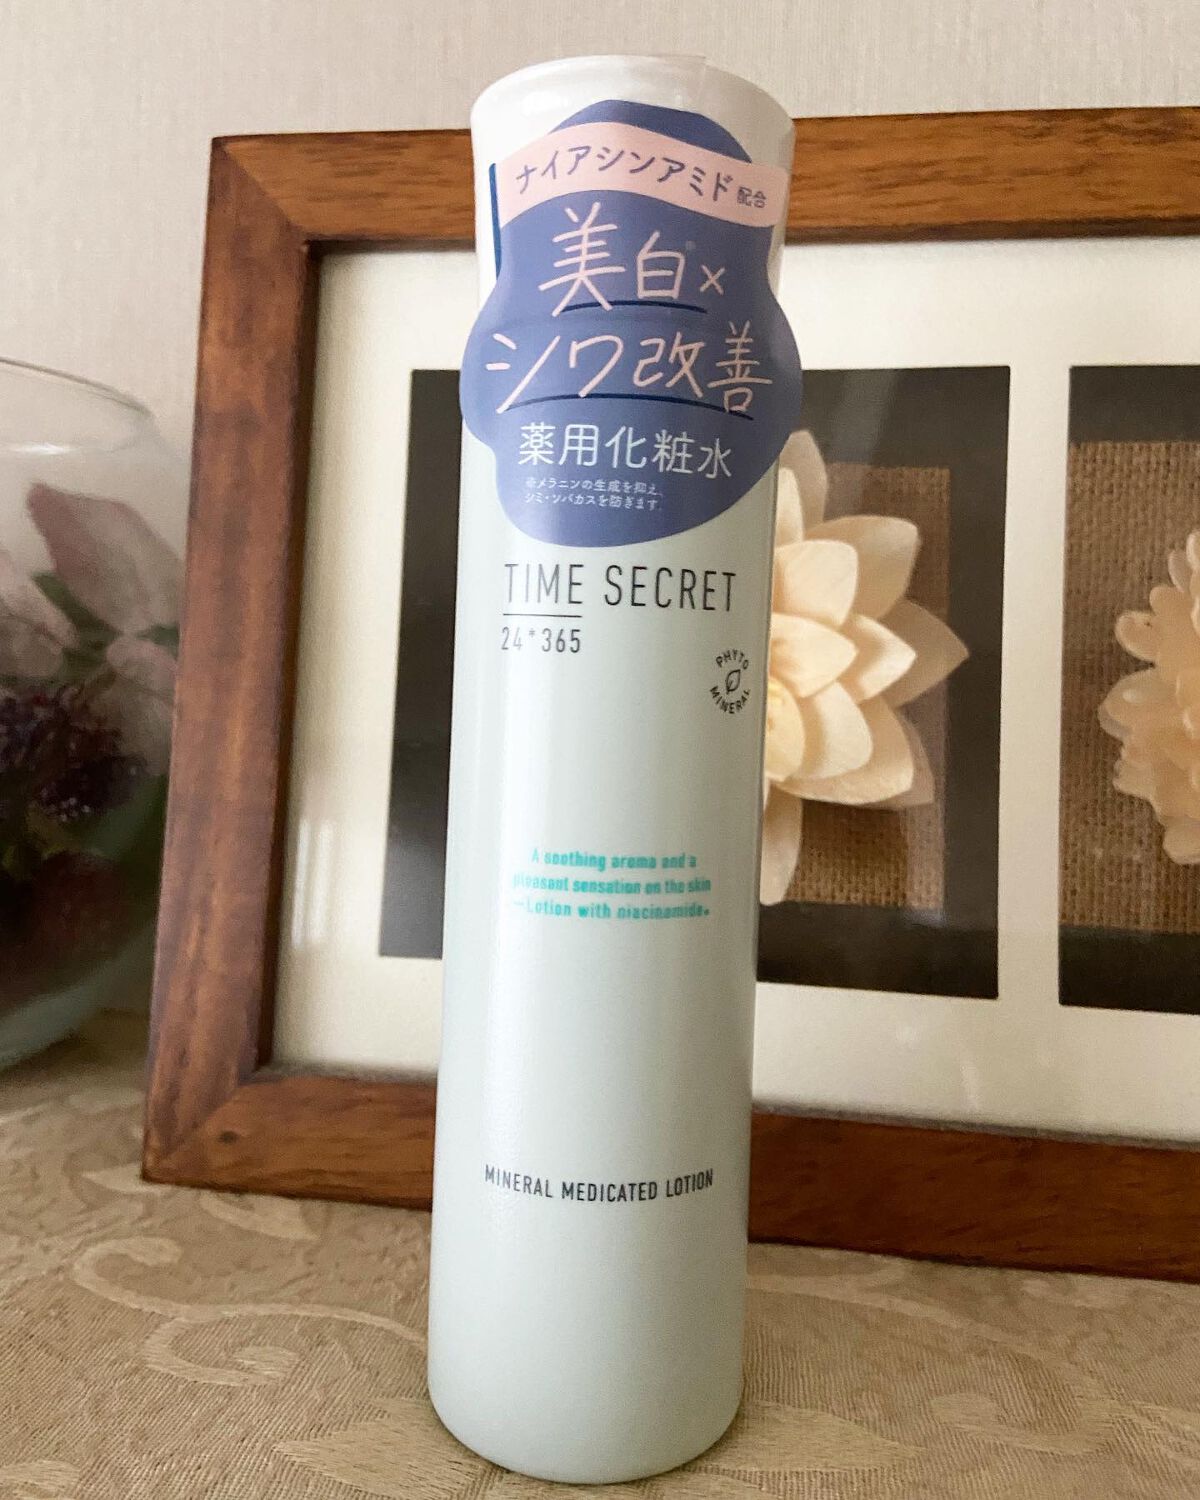 ナイアシンアミド配合
美白※×
シワ改善
薬用化粧水
※メラニンの生成を抑え、
シミ・ソバカスを防ぎます。
TIME SECRET
24*365
PHYTO
MINERAL
A soothing aroma and a
pleasant sensation on the skin
—Lotion with niacinamide.
MINERAL MEDICATED LOTION